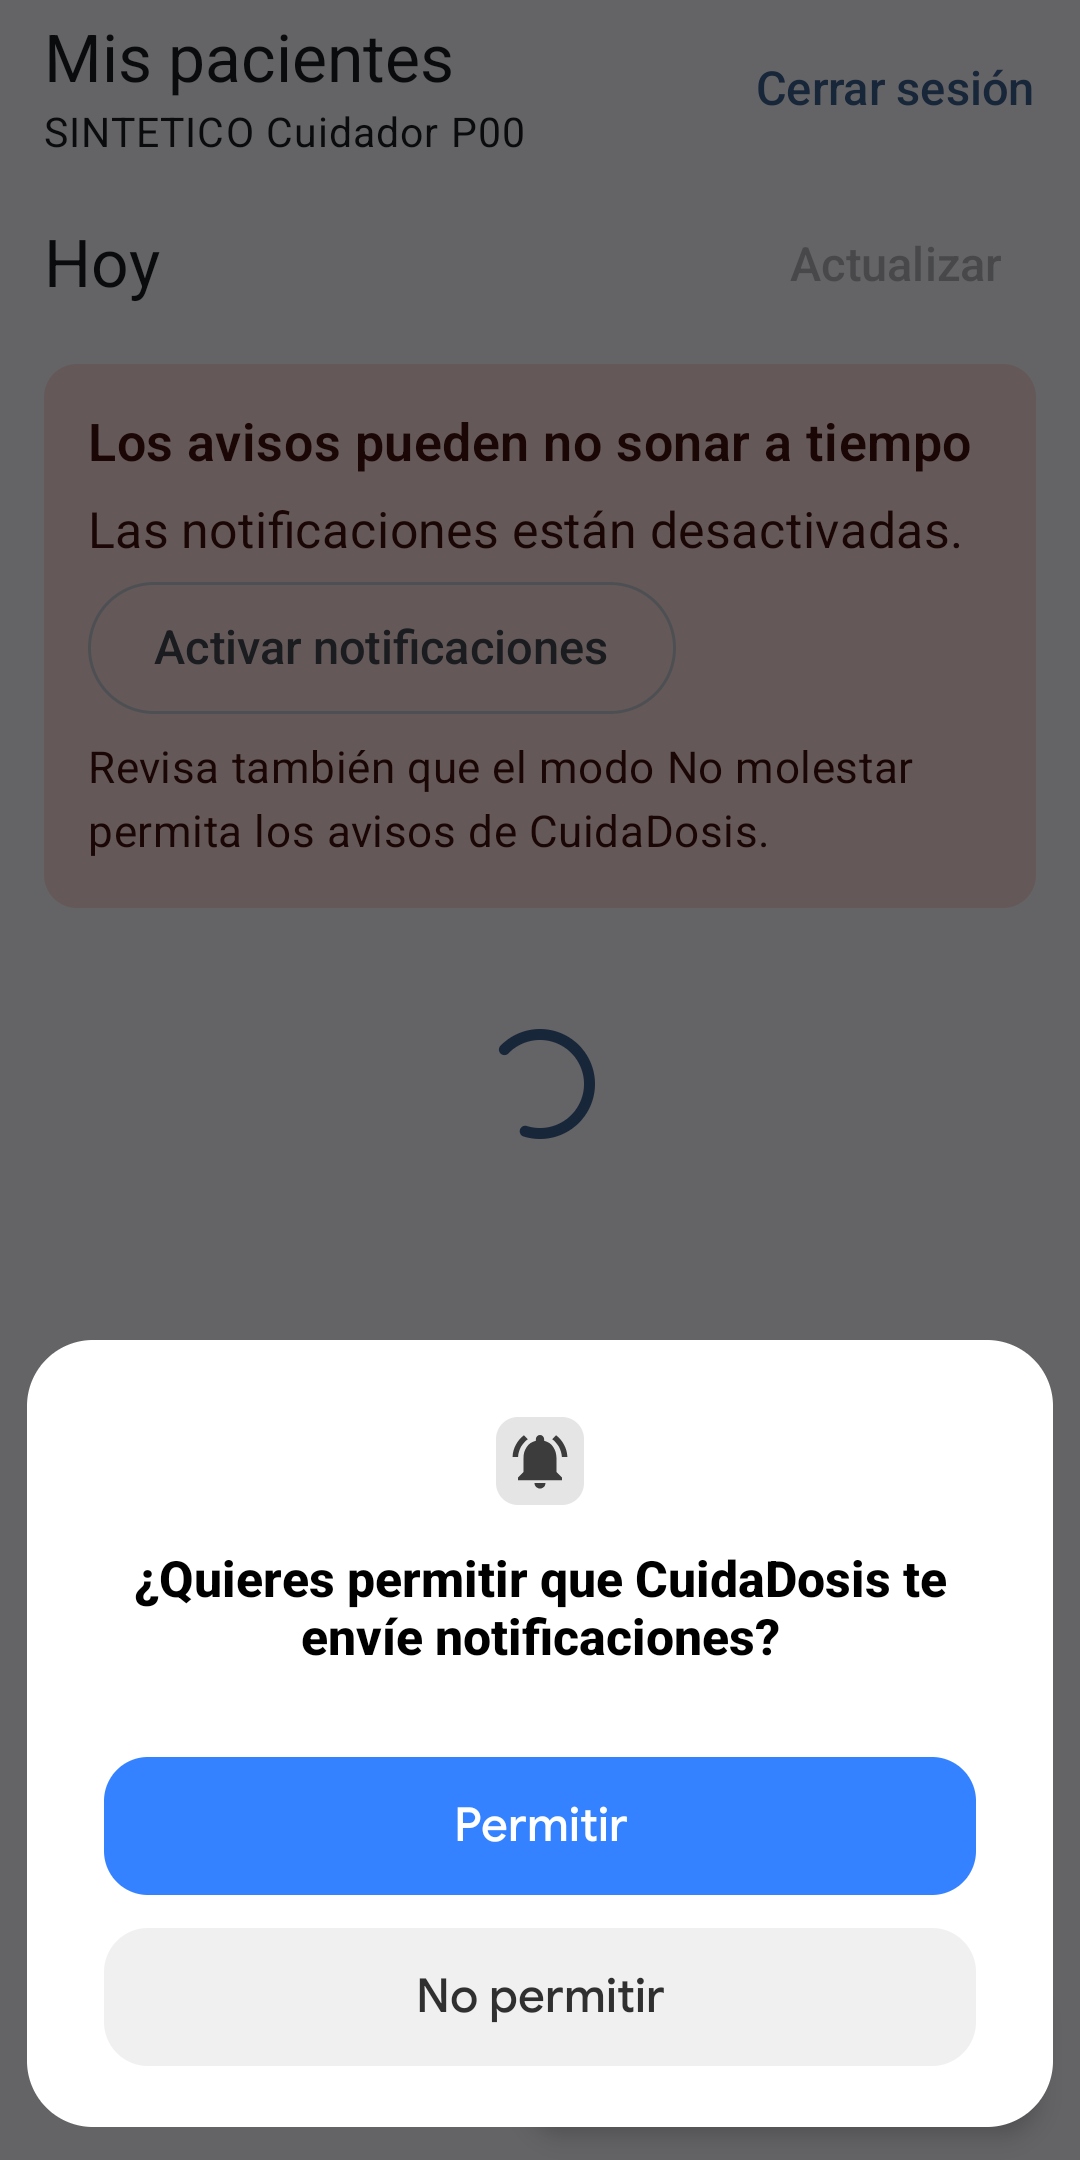 Mis pacientes
Cerrar sesión
SINTETICO Cuidador P00
Hoy
Actualizar
Los avisos pueden no sonar a tiempo
Las notificaciones están desactivadas.
Activar notificaciones
Revisa también que el modo No molestar
permita los avisos de CuidaDosis.
¿Quieres permitir que CuidaDosis te
envíe notificaciones?
Permitir
No permitir